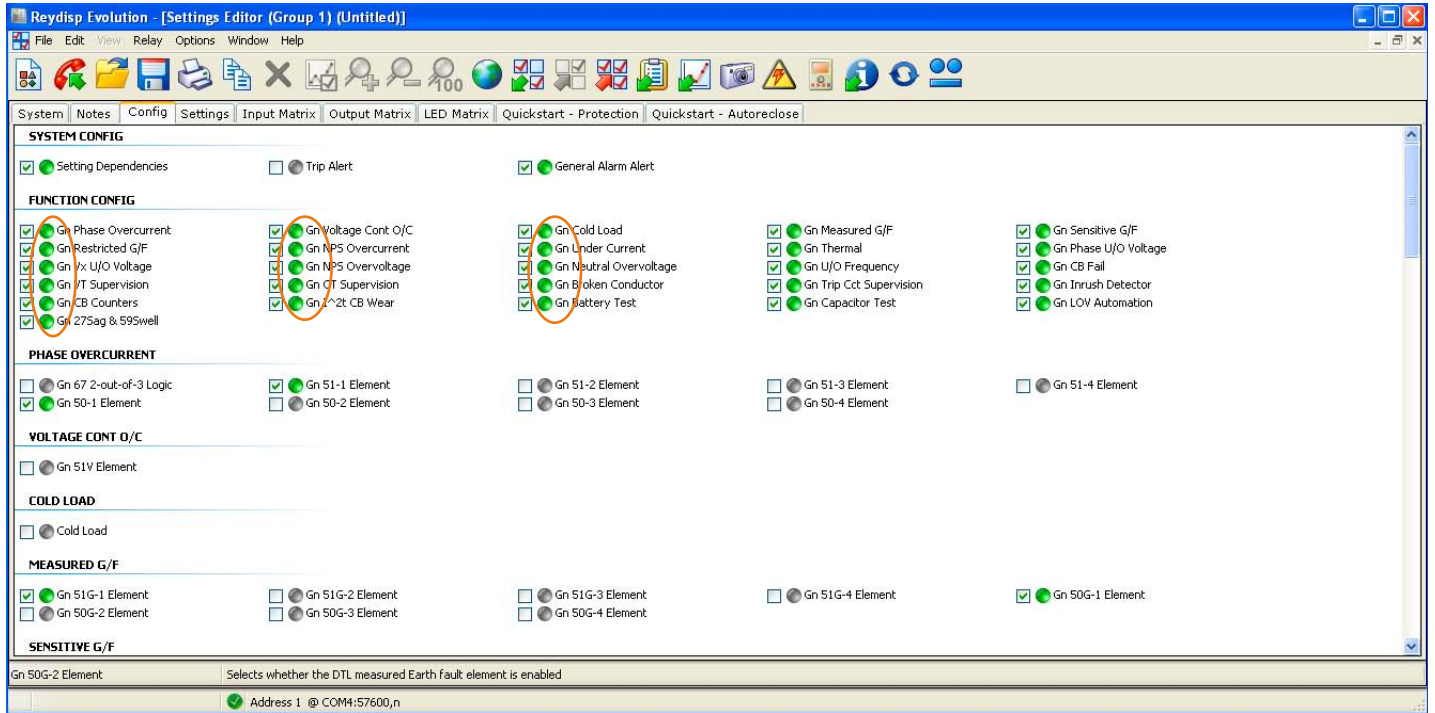 Reydisp Evolution - [Settings Editor (Group 1) (Untitled)]
File Edit View Relay Options Window Help
100
System Notes Config Settings Input Matrix Output Matrix LED Matrix Quickstart - Protection Quickstart - Autoreclose
SYSTEM CONFIG
Setting Dependencies Trip Alert General Alarm Alert
FUNCTION CONFIG
Gn Phase Overcurrent Gn Voltage Cont O/C Gn Cold Load Gn Measured G/F Gn Sensitive G/F
Gn Restricted G/F Gn NPS Overcurrent Gn Under Current Gn Thermal Gn Phase U/O Voltage
Gn Vx U/O Voltage Gn NPS Overvoltage Gn Neutral Overvoltage Gn U/O Frequency Gn CB Fail
Gn VT Supervision Gn CT Supervision Gn Broken Conductor Gn Trip Cct Supervision Gn Inrush Detector
Gn CB Counters Gn I^2t CB Wear Gn Battery Test Gn Capacitor Test Gn LOV Automation
Gn 27Sag & 59Swell
PHASE OVERCURRENT
Gn 67 2-out-of-3 Logic Gn 51-1 Element Gn 51-2 Element Gn 51-3 Element Gn 51-4 Element
Gn 50-1 Element Gn 50-2 Element Gn 50-3 Element Gn 50-4 Element
VOLTAGE CONT O/C
Gn 51V Element
COLD LOAD
Cold Load
MEASURED G/F
Gn 51G-1 Element Gn 51G-2 Element Gn 51G-3 Element Gn 51G-4 Element Gn 50G-1 Element
Gn 50G-2 Element Gn 50G-3 Element Gn 50G-4 Element
SENSITIVE G/F
Gn 50G-2 Element Selects whether the DTL measured Earth fault element is enabled
Address 1 @ COM4:57600,n